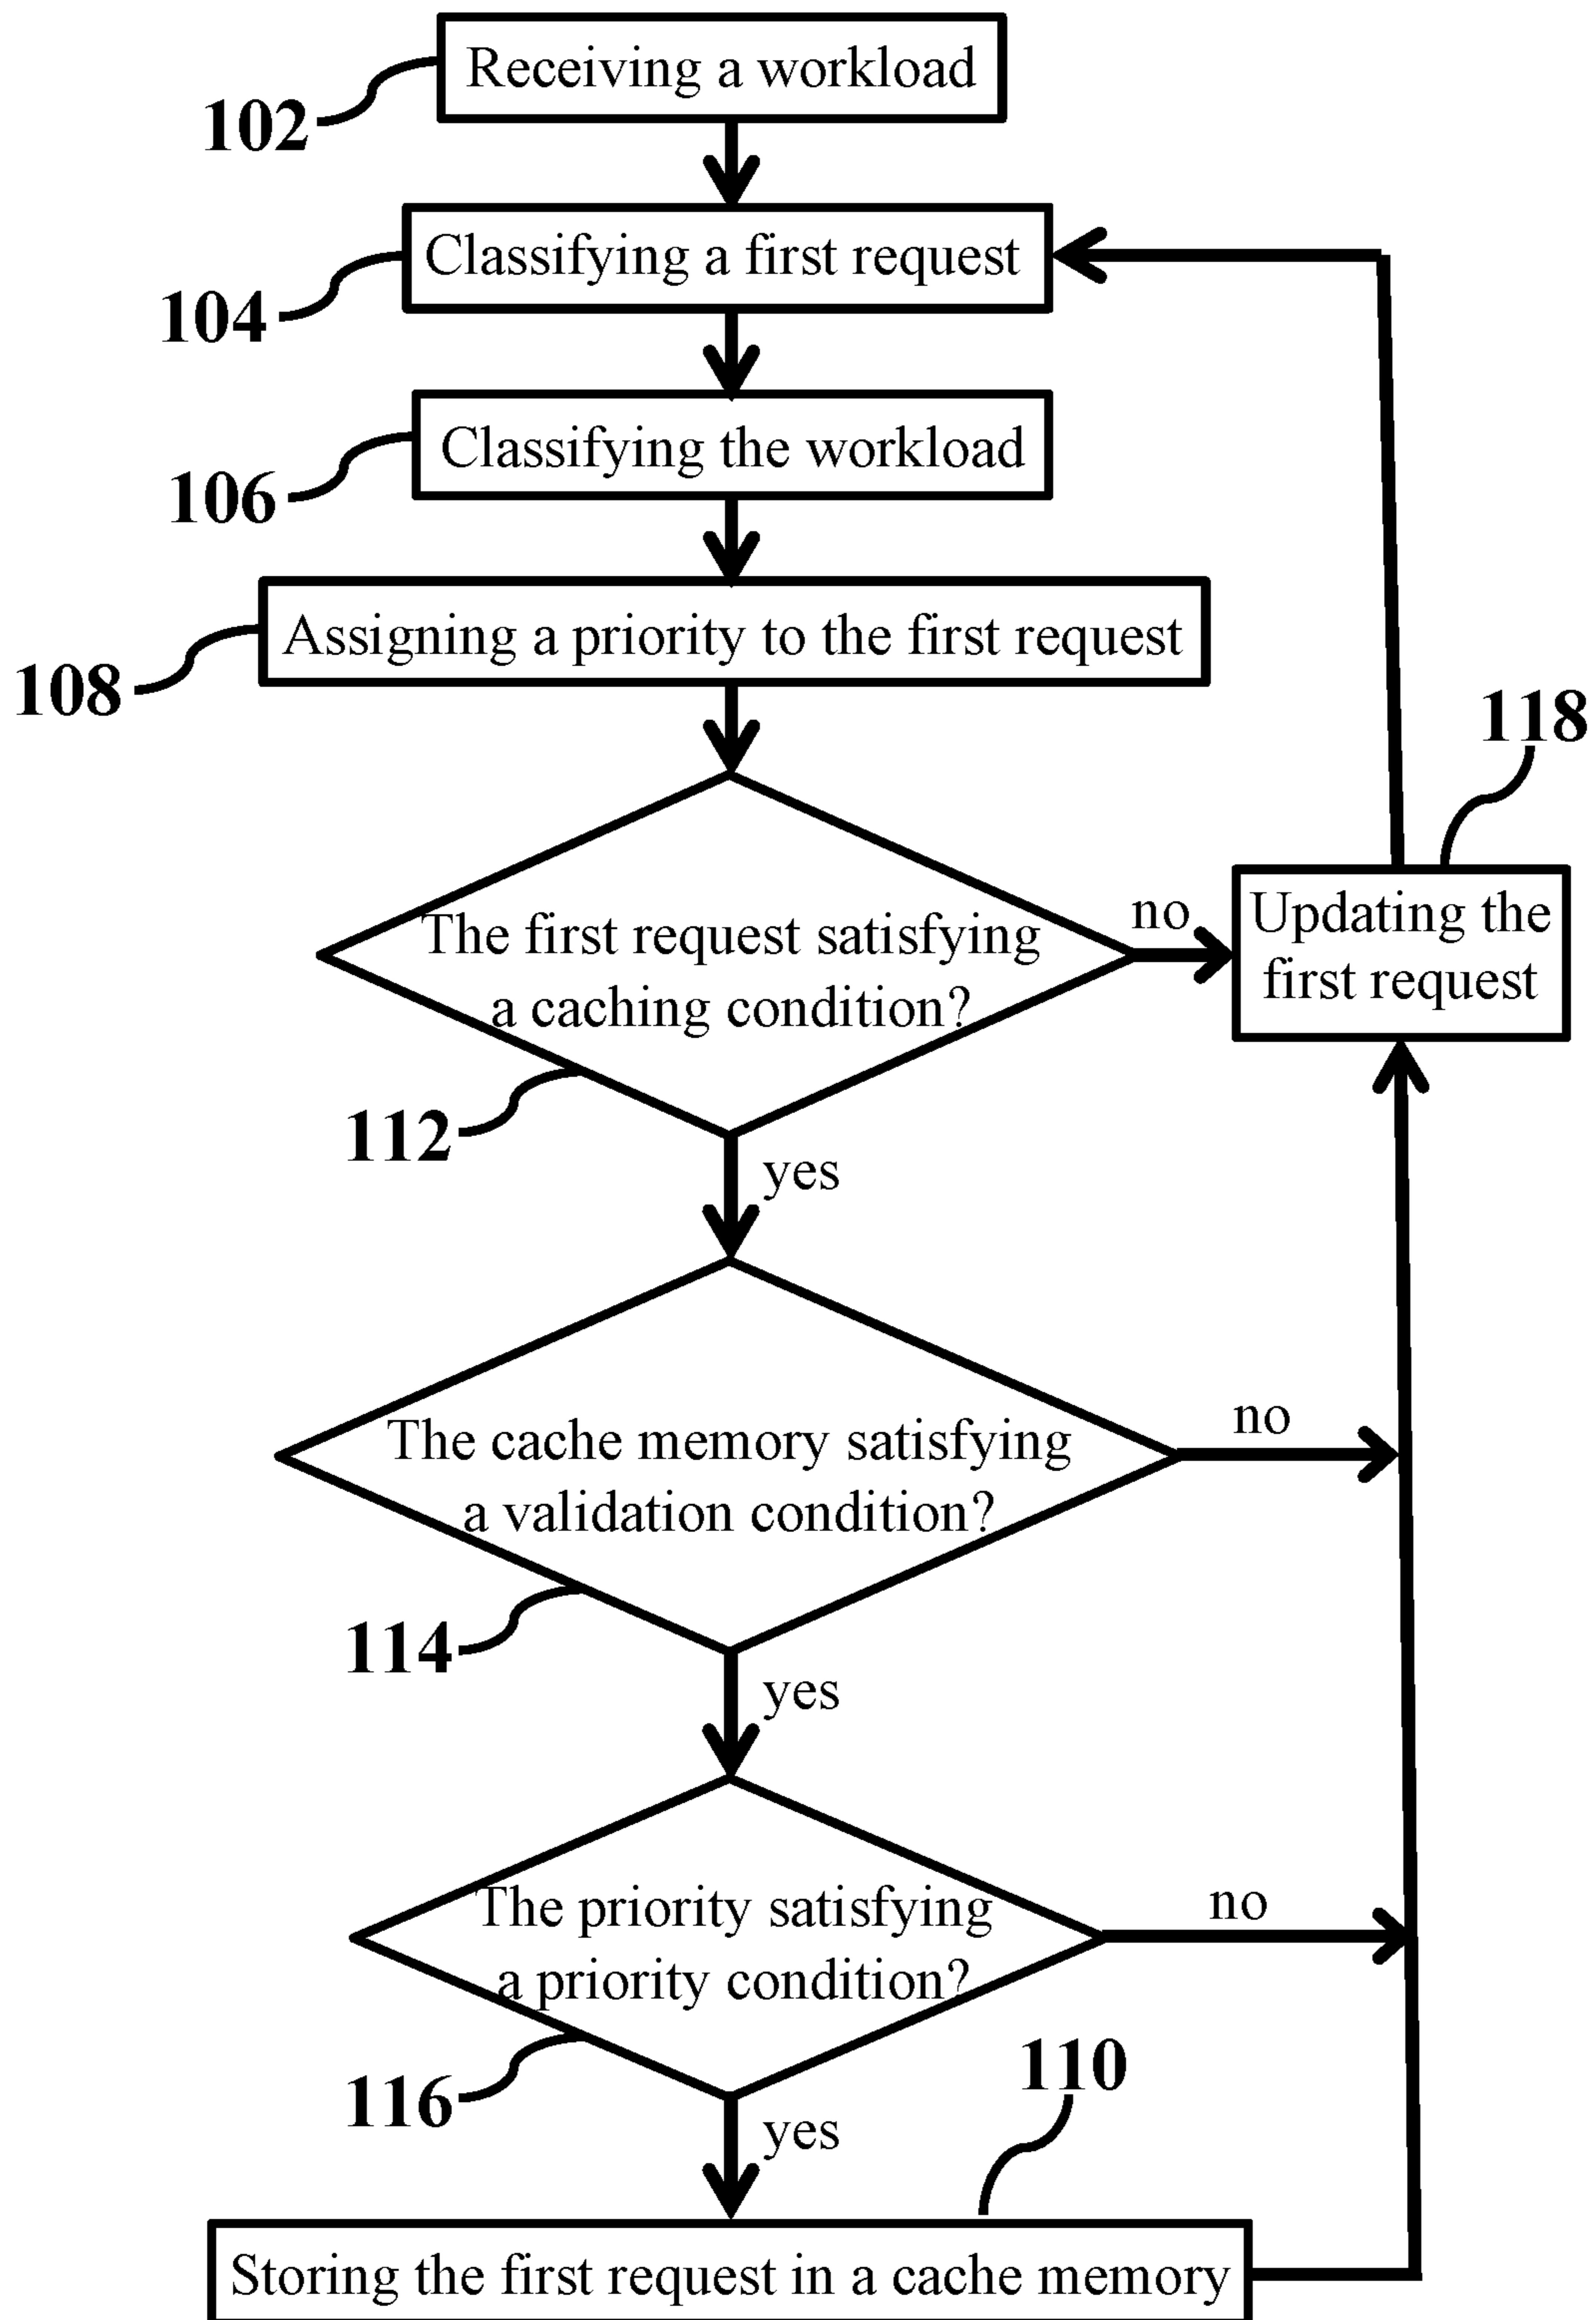 Receiving a workload
102
Classifying a first request
104
Classifying the workload
106
Assigning a priority to the first request
108
118
The first request satisfying
a caching condition?
no
Updating the
first request
112
yes
The cache memory satisfying
a validation condition?
no
114
yes
The priority satisfying
a priority condition?
no
116
110
yes
Storing the first request in a cache memory